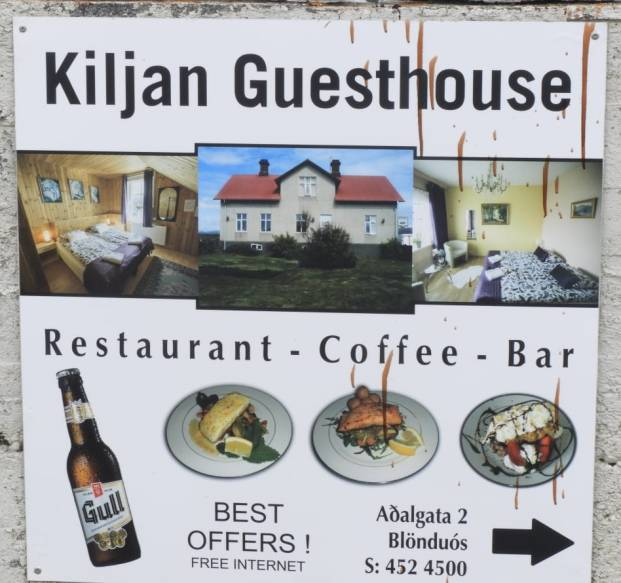 Kiljan Guesthouse
Restaurant - Coffee - Bar
Gull
BEST
OFFERS !
FREE INTERNET
Aðalgata 2
Blönduós
S: 452 4500